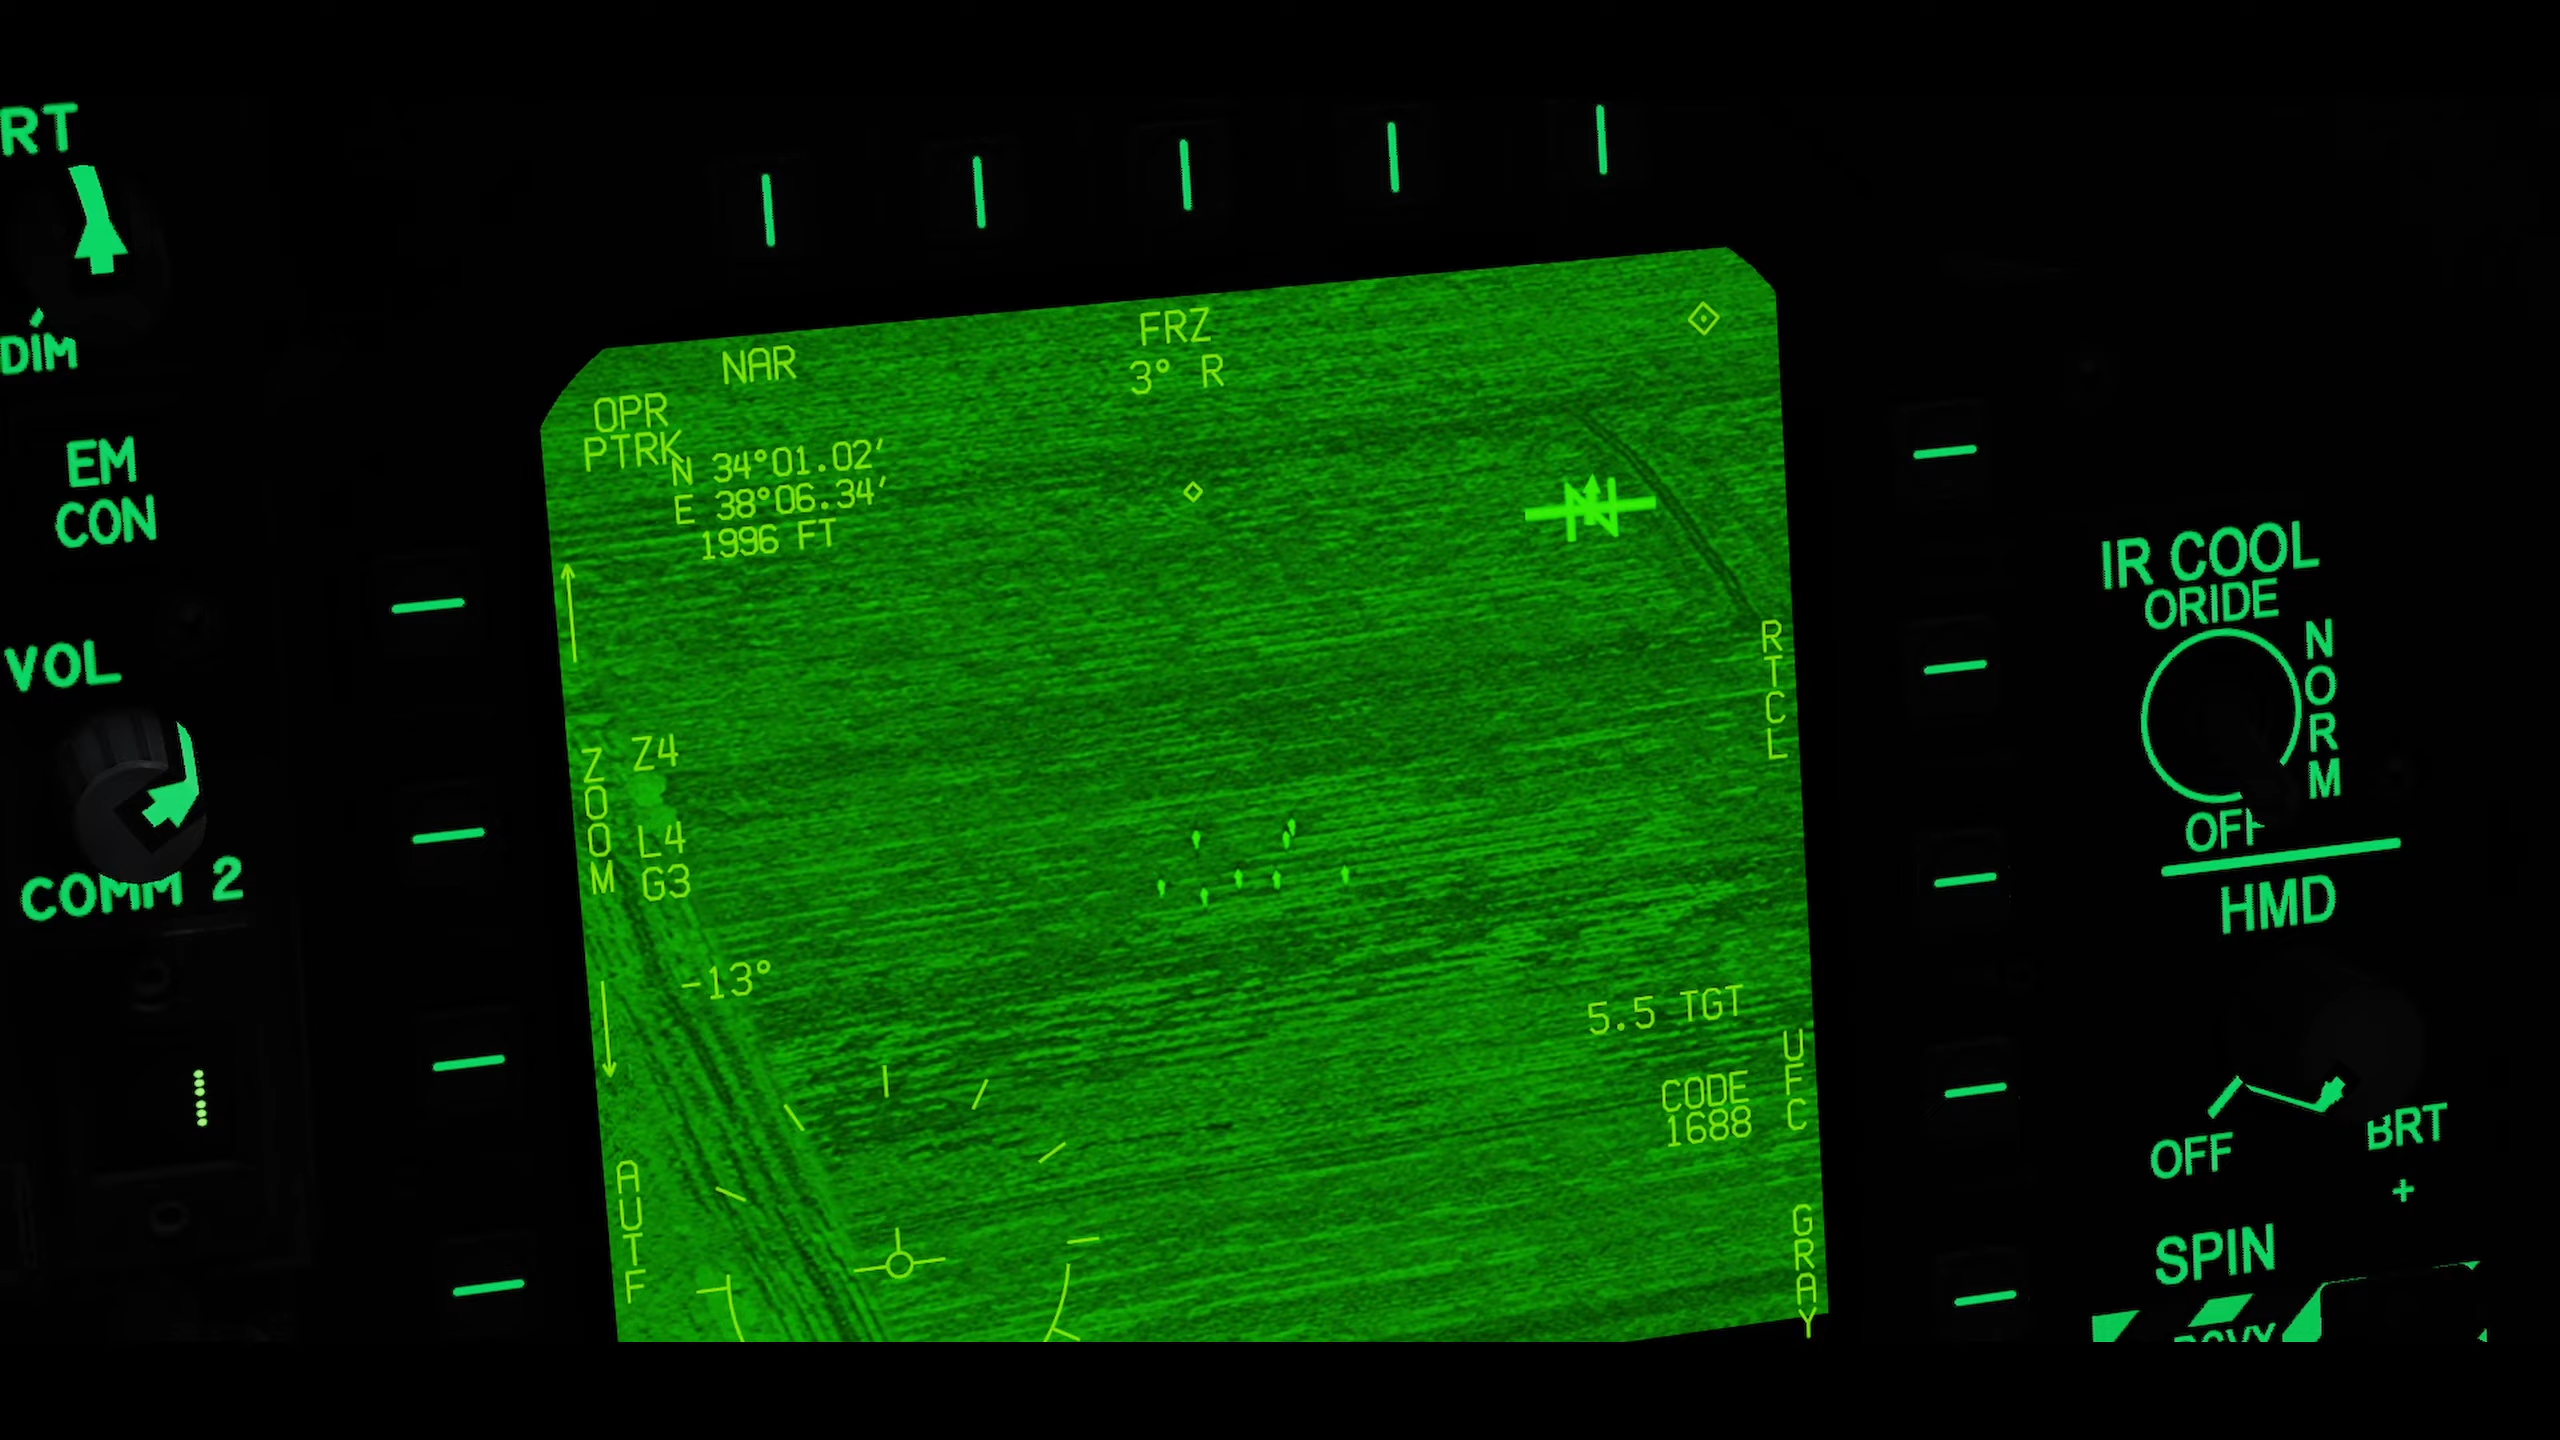 RT
DIM
EM
CON
VOL
COMM 2
FRZ
3° R
NAR
OPR
PTRK
N 34°01.02'
E 38°06.34'
1996 FT
N
ZOOM
Z4
L4
G3
-13°
AUTF
RTCL
5.5 TGT
CODE
1688
UFC
GRAY
IR COOL
ORIDE
NORM
OFF
HMD
OFF
BRT
+
SPIN
RCVY